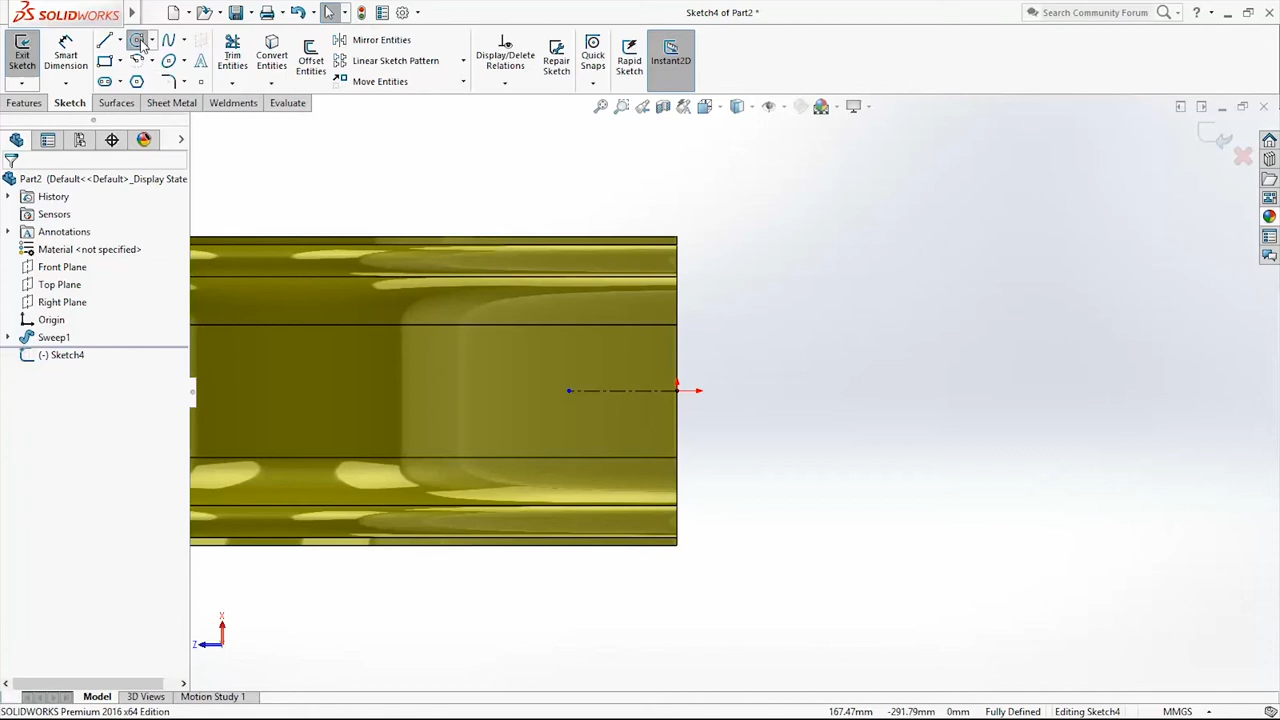 SOLIDWORKS
Sketch4 of Part2 *
Search Community Forum
?
Exit Sketch
Smart Dimension
Trim Entities
Convert Entities
Offset Entities
Mirror Entities
Linear Sketch Pattern
Move Entities
Display/Delete Relations
Repair Sketch
Quick Snaps
Rapid Sketch
Instant2D
Features
Sketch
Surfaces
Sheet Metal
Weldments
Evaluate
Part2 (Default<<Default>_Display State
History
Sensors
Annotations
Material <not specified>
Front Plane
Top Plane
Right Plane
Origin
Sweep1
(-) Sketch4
X
Z
Model
3D Views
Motion Study 1
SOLIDWORKS Premium 2016 x64 Edition
167.47mm
-291.79mm
0mm
Fully Defined
Editing Sketch4
MMGS